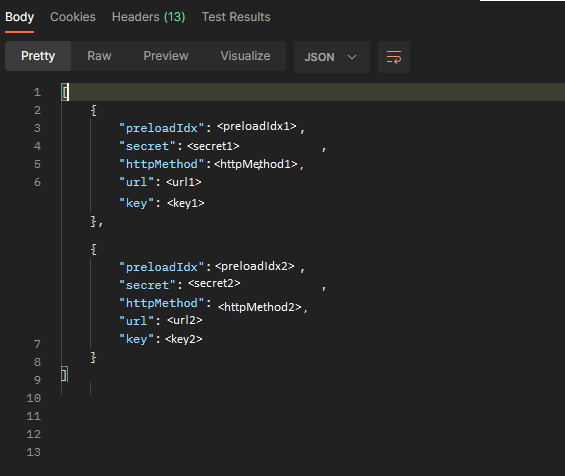 Body Cookies Headers (13) Test Results
Pretty Raw Preview Visualize JSON
1 [
2 {
3 "preloadIdx": <preloadIdx1> ,
4 "secret": <secret1> ,
5 "httpMethod":<httpMethod1>,
6 "url": <url1>
"key": <key1>
},
{
"preloadIdx": <preloadIdx2> ,
"secret": <secret2> ,
"httpMethod": <httpMethod2>,
"url": <url2>
7 "key": <key2>
8 }
9 ]
10
11
12
13